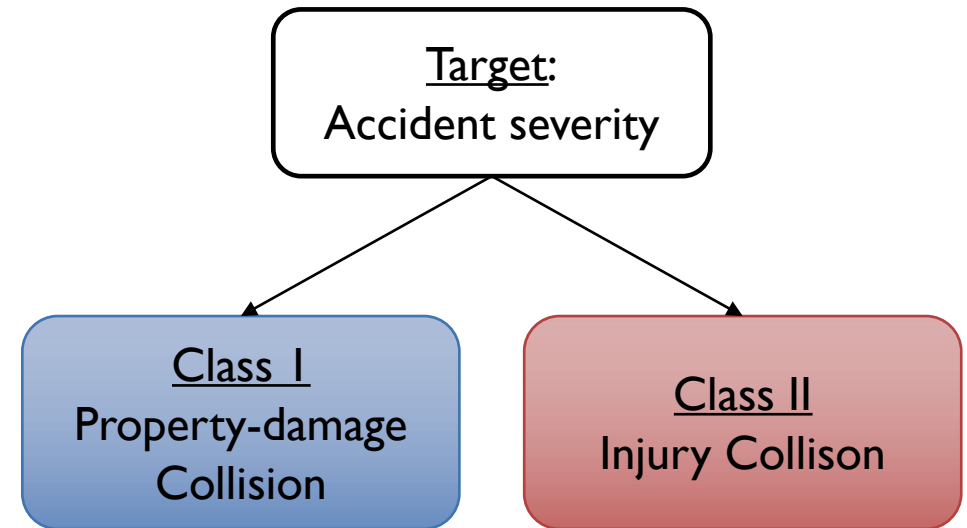 Target:
Accident severity
Class I
Property-damage
Collision
Class II
Injury Collison